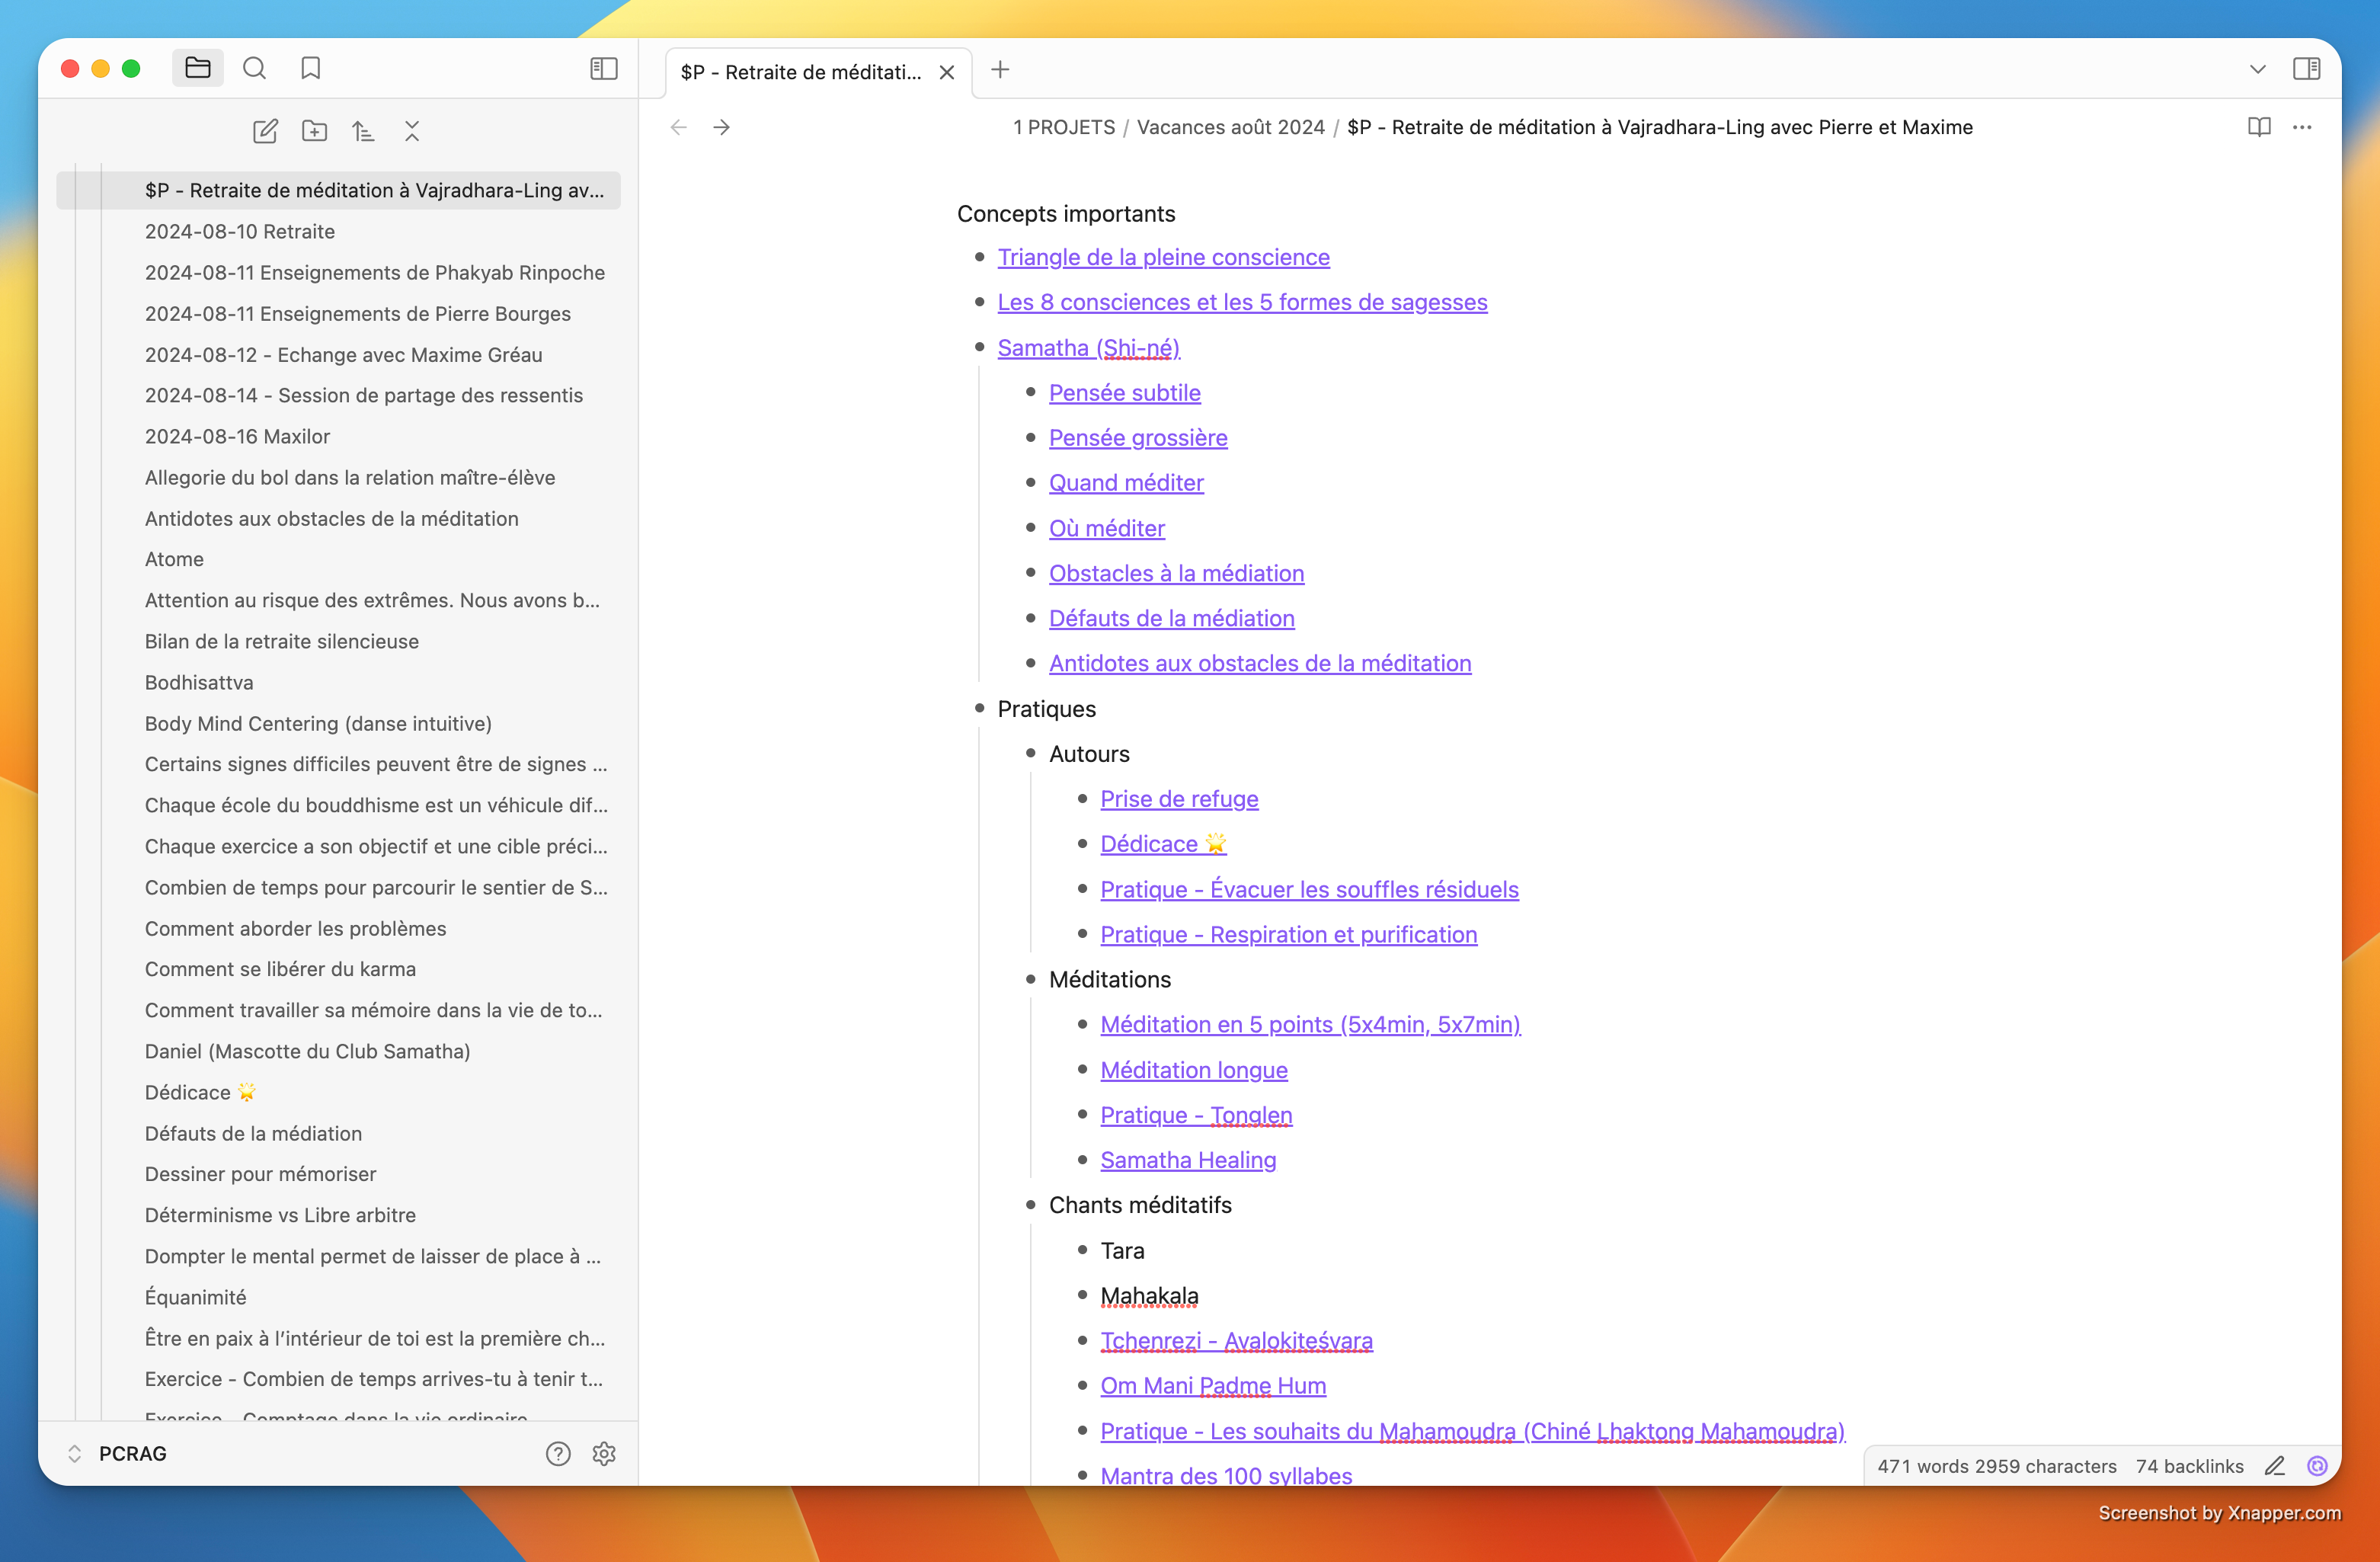 $P - Retraite de méditati...
1 PROJETS / Vacances août 2024 / $P - Retraite de méditation à Vajradhara-Ling avec Pierre et Maxime
$P - Retraite de méditation à Vajradhara-Ling av...
2024-08-10 Retraite
2024-08-11 Enseignements de Phakyab Rinpoche
2024-08-11 Enseignements de Pierre Bourges
2024-08-12 - Echange avec Maxime Gréau
2024-08-14 - Session de partage des ressentis
2024-08-16 Maxilor
Allegorie du bol dans la relation maître-élève
Antidotes aux obstacles de la méditation
Atome
Attention au risque des extrêmes. Nous avons b...
Bilan de la retraite silencieuse
Bodhisattva
Body Mind Centering (danse intuitive)
Certains signes difficiles peuvent être de signes ...
Chaque école du bouddhisme est un véhicule dif...
Chaque exercice a son objectif et une cible préci...
Combien de temps pour parcourir le sentier de S...
Comment aborder les problèmes
Comment se libérer du karma
Comment travailler sa mémoire dans la vie de to...
Daniel (Mascotte du Club Samatha)
Dédicace 🌟
Défauts de la médiation
Dessiner pour mémoriser
Déterminisme vs Libre arbitre
Dompter le mental permet de laisser de place à ...
Équanimité
Être en paix à l’intérieur de toi est la première ch...
Exercice - Combien de temps arrives-tu à tenir t...
Exercice - Comptage dans la vie ordinaire
PCRAG
Concepts importants
Triangle de la pleine conscience
Les 8 consciences et les 5 formes de sagesses
Samatha (Shi-né)
Pensée subtile
Pensée grossière
Quand méditer
Où méditer
Obstacles à la médiation
Défauts de la médiation
Antidotes aux obstacles de la méditation
Pratiques
Autours
Prise de refuge
Dédicace 🌟
Pratique - Évacuer les souffles résiduels
Pratique - Respiration et purification
Méditations
Méditation en 5 points (5x4min, 5x7min)
Méditation longue
Pratique - Tonglen
Samatha Healing
Chants méditatifs
Tara
Mahakala
Tchenrezi - Avalokiteśvara
Om Mani Padme Hum
Pratique - Les souhaits du Mahamoudra (Chiné Lhaktong Mahamoudra)
Mantra des 100 syllabes
471 words 2959 characters 74 backlinks
Screenshot by Xnapper.com